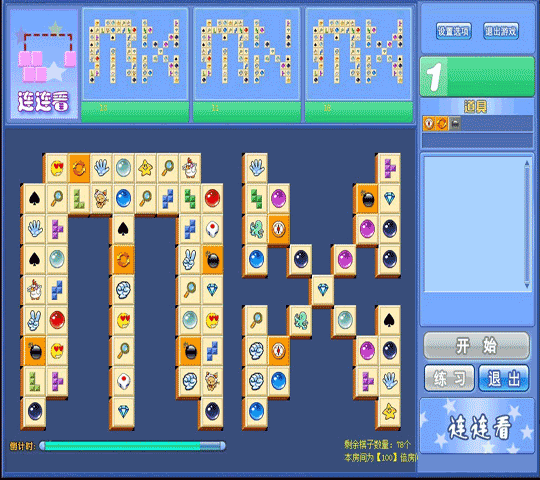 设置选项 退出游戏
连连看
1
道具
开 始
练 习 退 出
连连看
倒计时:
剩余棋子数量: 78个
本房间为【100】倍房